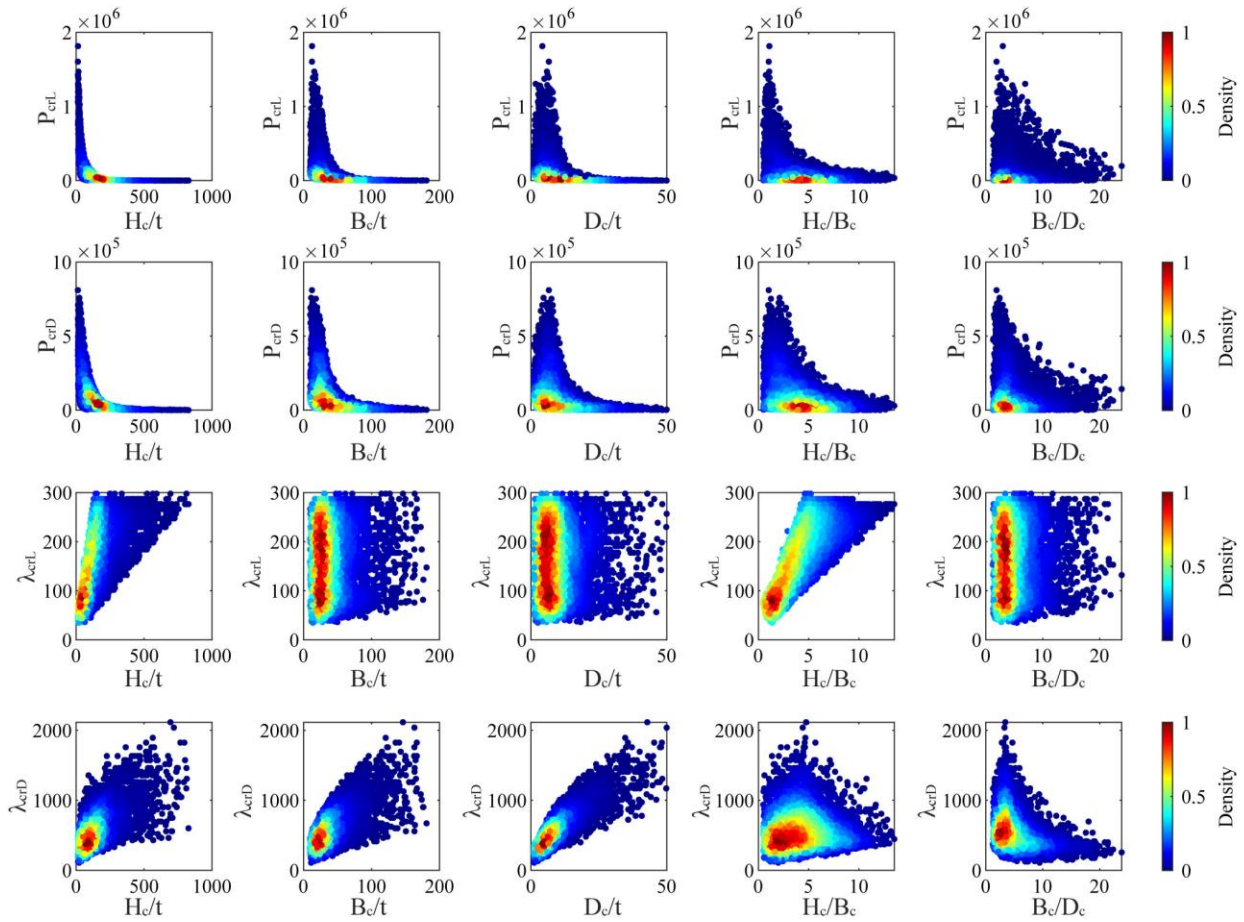 ×10⁶ ×10⁶ ×10⁶ ×10⁶ ×10⁶
2 2 2 2 2 1
P_crL 1 P_crL 1 P_crL 1 P_crL 1 P_crL 1 0.5 Density
0 0 0 0 0 0
0 500 1000 0 100 200 0 50 0 5 10 0 10 20
H_c/t B_c/t D_c/t H_c/B_c B_c/D_c
×10⁵ ×10⁵ ×10⁵ ×10⁵ ×10⁵
10 10 10 10 10 1
P_crD 5 P_crD 5 P_crD 5 P_crD 5 P_crD 5 0.5 Density
0 0 0 0 0 0
0 500 1000 0 100 200 0 50 0 5 10 0 10 20
H_c/t B_c/t D_c/t H_c/B_c B_c/D_c
300 300 300 300 300 1
200 200 200 200 200
λ_crL λ_crL λ_crL λ_crL λ_crL 0.5 Density
100 100 100 100 100
0 0 0 0 0 0
0 500 1000 0 100 200 0 50 0 5 10 0 10 20
H_c/t B_c/t D_c/t H_c/B_c B_c/D_c
2000 2000 2000 2000 2000 1
λ_crD 1000 λ_crD 1000 λ_crD 1000 λ_crD 1000 λ_crD 1000 0.5 Density
0 0 0 0 0 0
0 500 1000 0 100 200 0 50 0 5 10 0 10 20
H_c/t B_c/t D_c/t H_c/B_c B_c/D_c